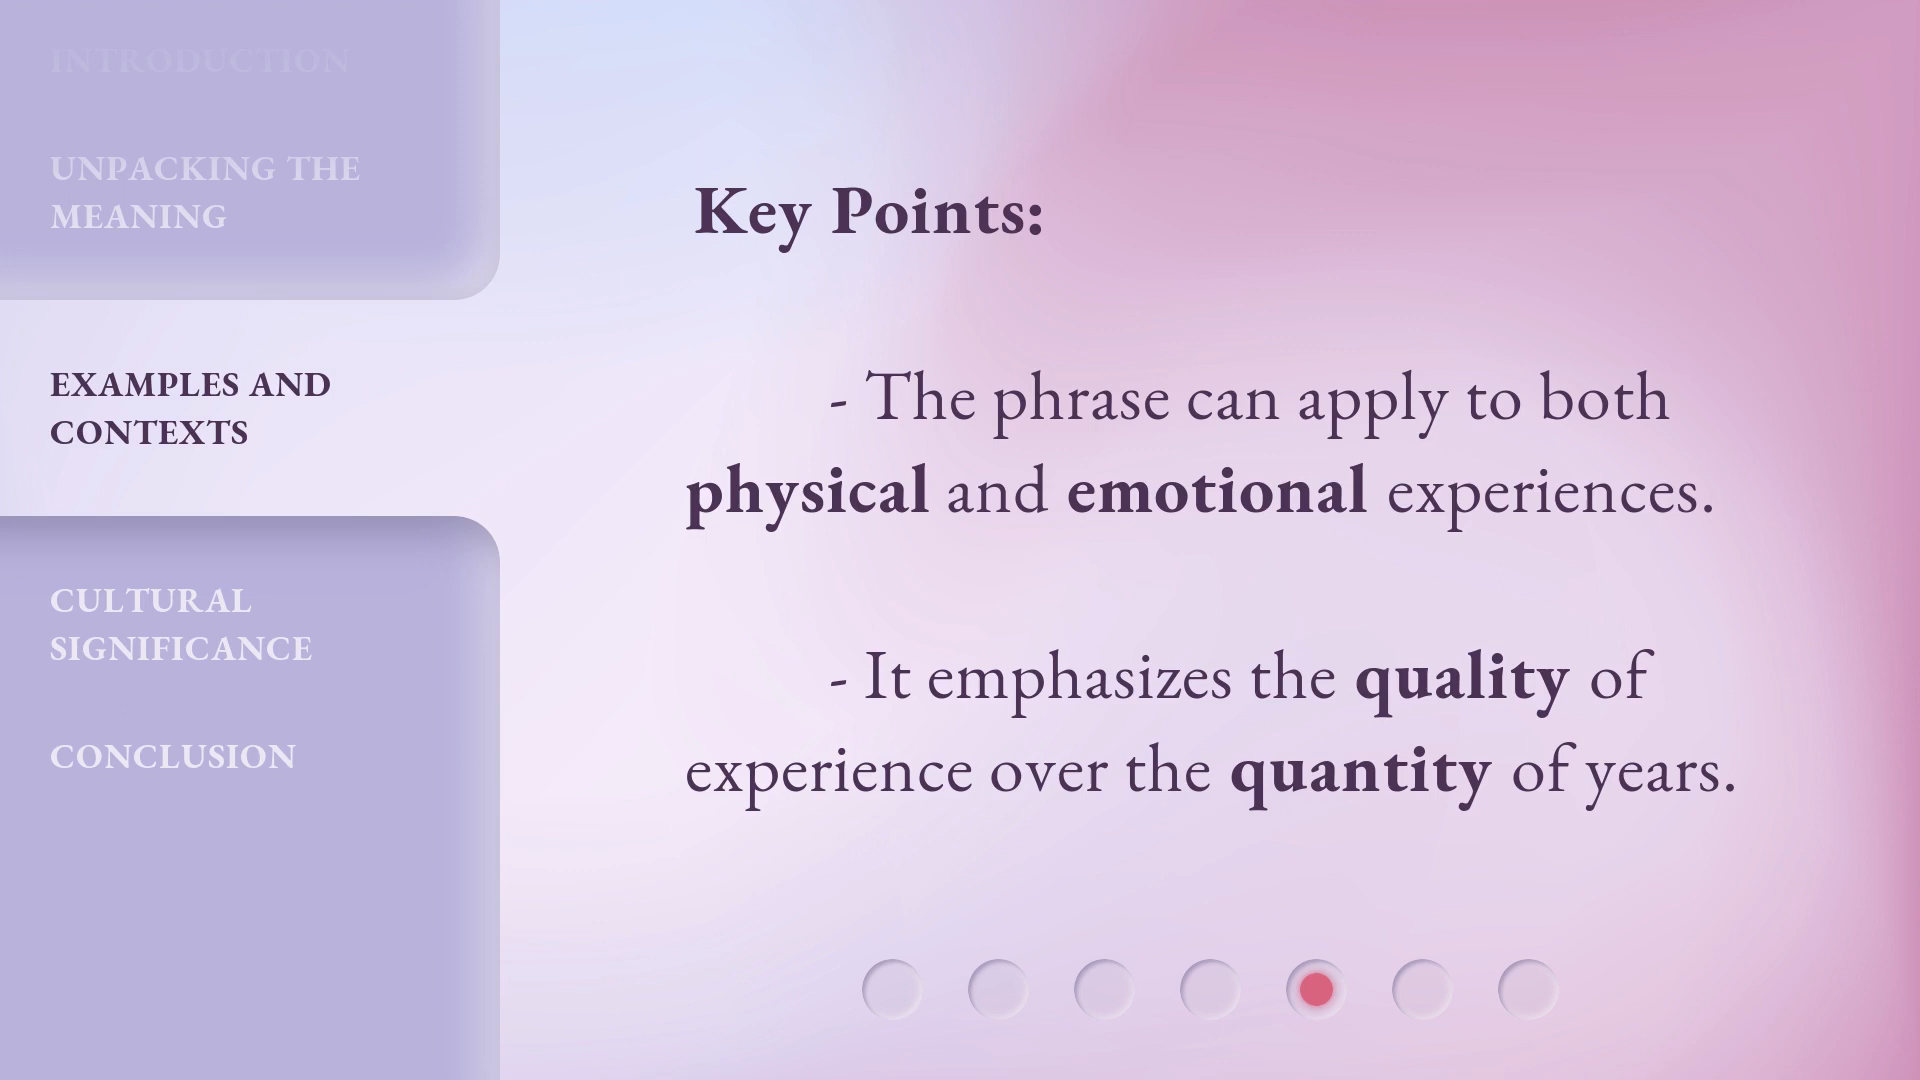 INTRODUCTION
UNPACKING THE
MEANING
EXAMPLES AND
CONTEXTS
CULTURAL
SIGNIFICANCE
CONCLUSION
Key Points:
- The phrase can apply to both
physical and emotional experiences.
- It emphasizes the quality of
experience over the quantity of years.